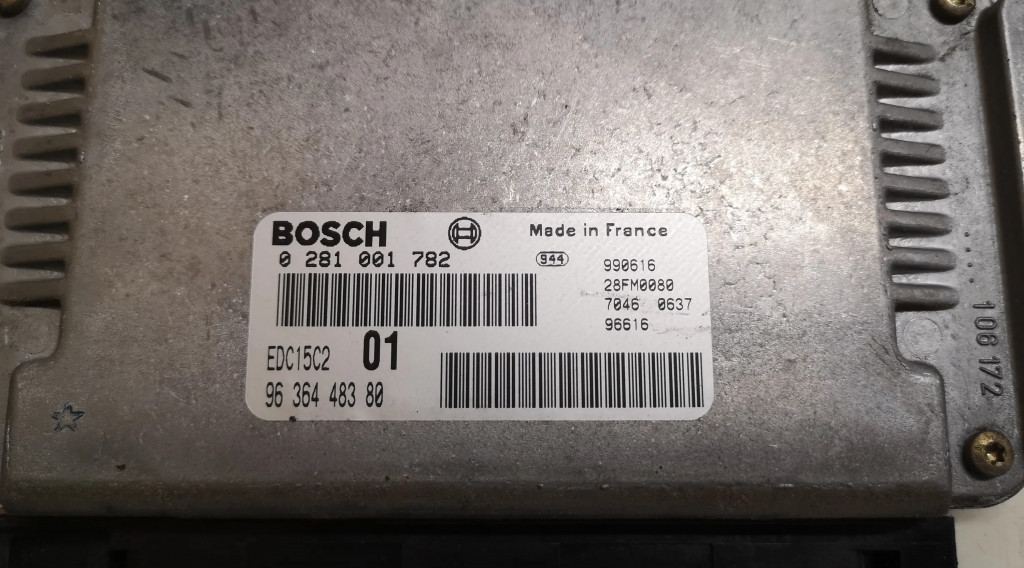 BOSCH
Made in France
0 281 001 782
944
990616
28FM0080
7046 0637
96616
EDC15C2 01
96 364 483 80
106 172